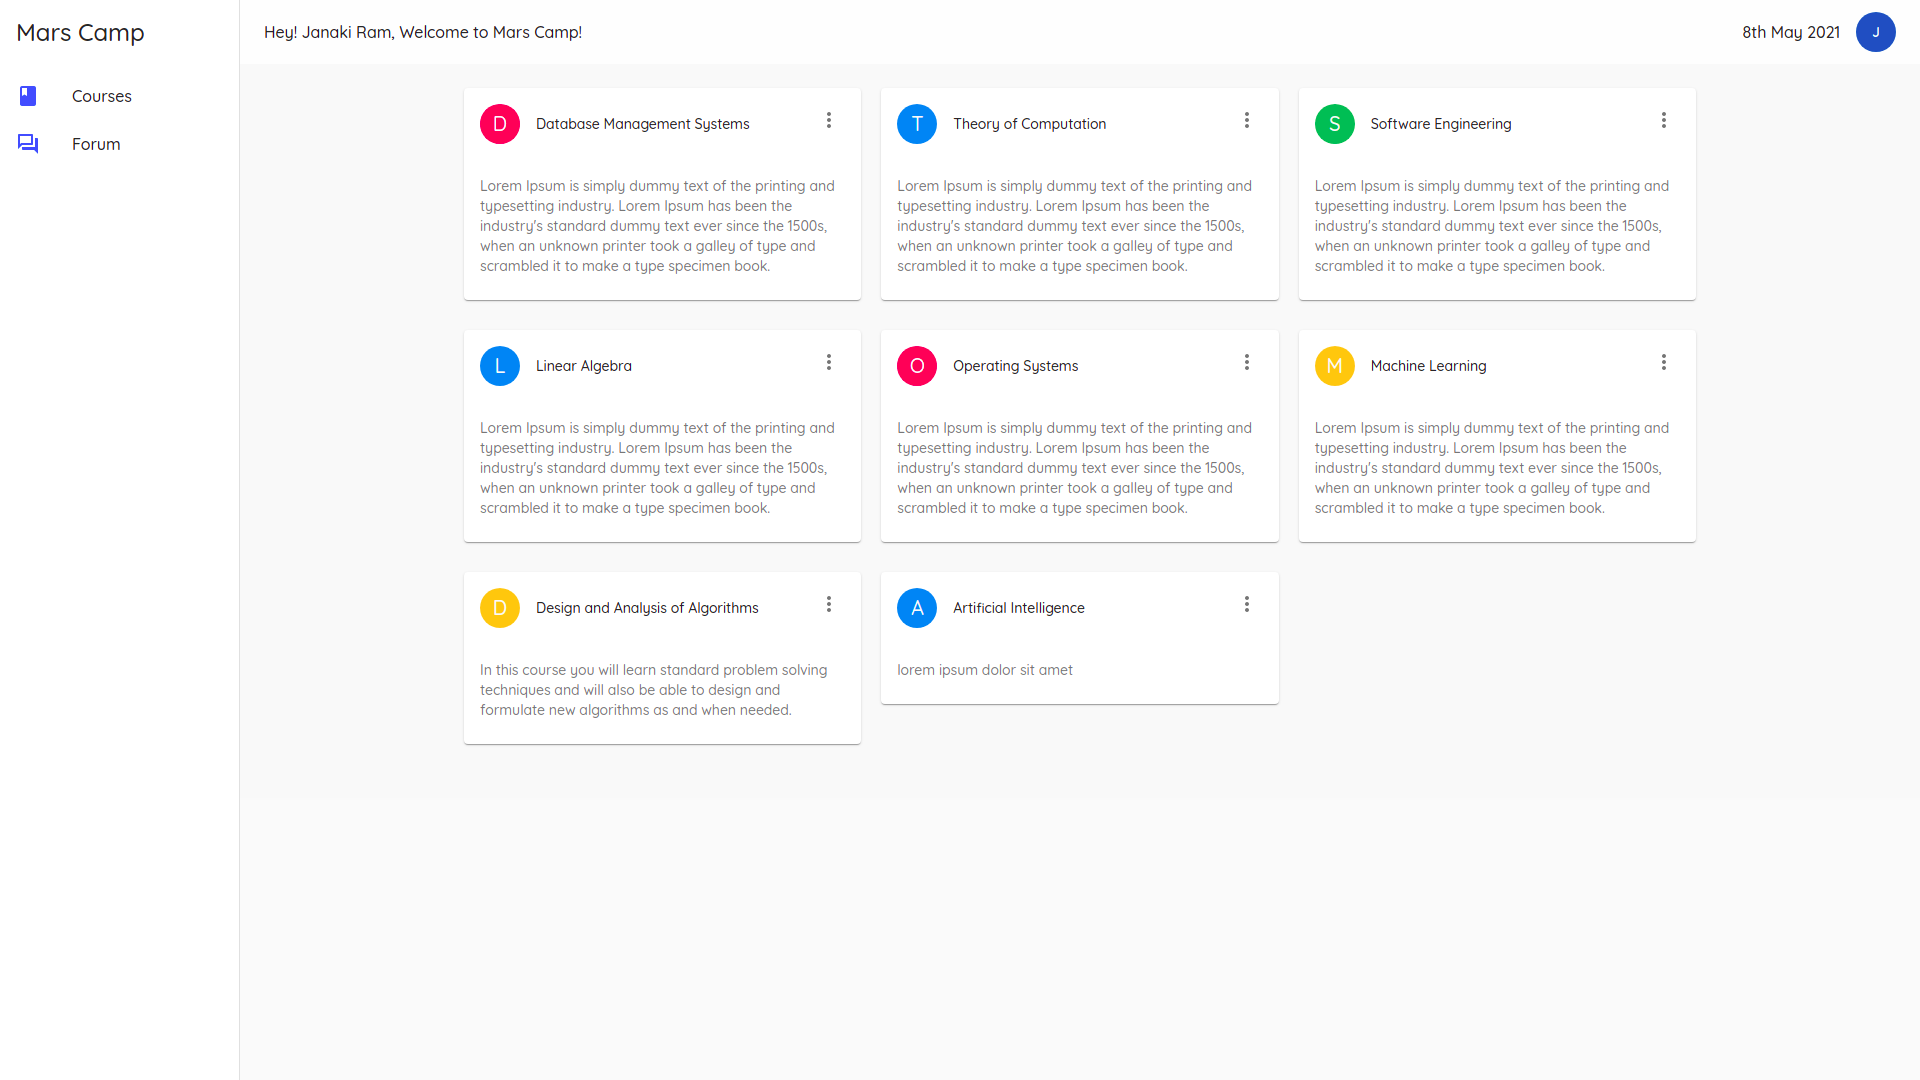 Mars Camp
Courses
Forum
Hey! Janaki Ram, Welcome to Mars Camp!
8th May 2021
J
D
Database Management Systems
Lorem Ipsum is simply dummy text of the printing and
typesetting industry. Lorem Ipsum has been the
industry's standard dummy text ever since the 1500s,
when an unknown printer took a galley of type and
scrambled it to make a type specimen book.
T
Theory of Computation
Lorem Ipsum is simply dummy text of the printing and
typesetting industry. Lorem Ipsum has been the
industry's standard dummy text ever since the 1500s,
when an unknown printer took a galley of type and
scrambled it to make a type specimen book.
S
Software Engineering
Lorem Ipsum is simply dummy text of the printing and
typesetting industry. Lorem Ipsum has been the
industry's standard dummy text ever since the 1500s,
when an unknown printer took a galley of type and
scrambled it to make a type specimen book.
L
Linear Algebra
Lorem Ipsum is simply dummy text of the printing and
typesetting industry. Lorem Ipsum has been the
industry's standard dummy text ever since the 1500s,
when an unknown printer took a galley of type and
scrambled it to make a type specimen book.
O
Operating Systems
Lorem Ipsum is simply dummy text of the printing and
typesetting industry. Lorem Ipsum has been the
industry's standard dummy text ever since the 1500s,
when an unknown printer took a galley of type and
scrambled it to make a type specimen book.
M
Machine Learning
Lorem Ipsum is simply dummy text of the printing and
typesetting industry. Lorem Ipsum has been the
industry's standard dummy text ever since the 1500s,
when an unknown printer took a galley of type and
scrambled it to make a type specimen book.
D
Design and Analysis of Algorithms
In this course you will learn standard problem solving
techniques and will also be able to design and
formulate new algorithms as and when needed.
A
Artificial Intelligence
lorem ipsum dolor sit amet